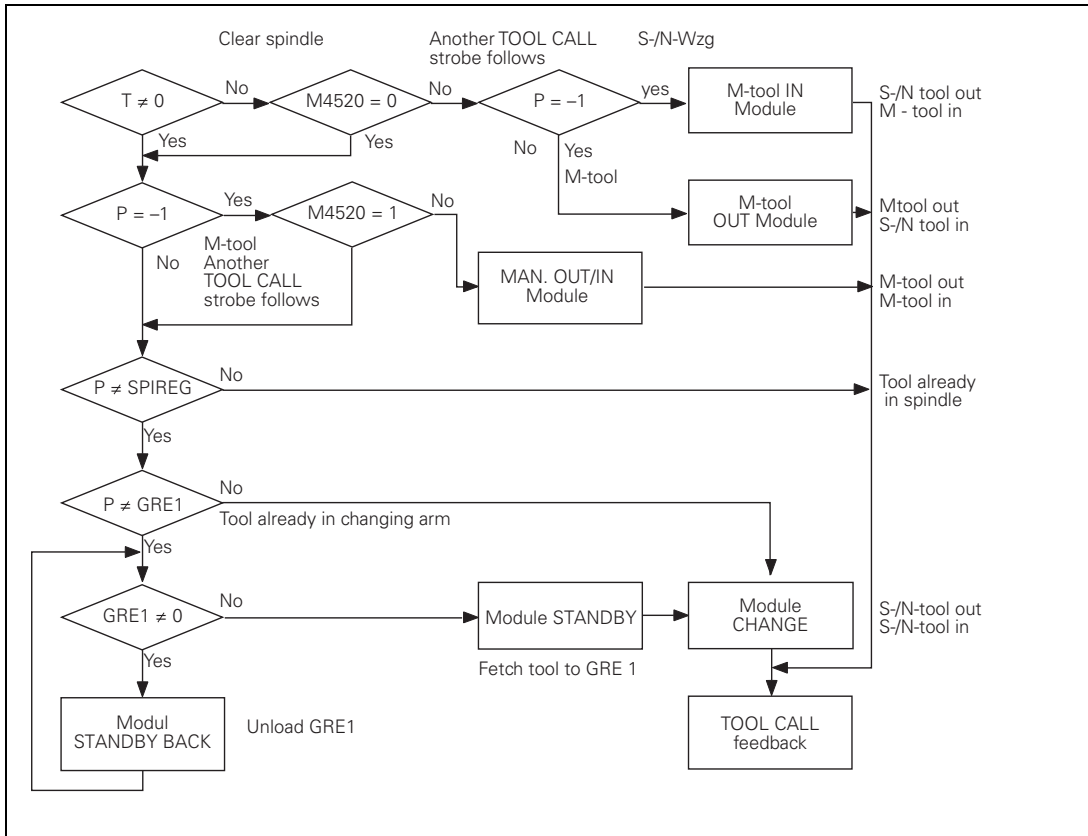 Clear spindle
Another TOOL CALL
strobe follows
S-/N-Wzg
T ≠ 0
No
M4520 = 0
No
P = –1
yes
M-tool IN
Module
S-/N tool out
M - tool in
Yes
Yes
No
Yes
M-tool
P = –1
Yes
M4520 = 1
No
M-tool
OUT Module
Mtool out
S-/N tool in
No
M-tool
Another
TOOL CALL
strobe follows
MAN. OUT/IN
Module
M-tool out
M-tool in
P ≠ SPIREG
No
Tool already
in spindle
Yes
P ≠ GRE1
No
Tool already in changing arm
Yes
GRE1 ≠ 0
No
Module STANDBY
Module
CHANGE
S-/N-tool out
S-/N-tool in
Yes
Fetch tool to GRE 1
Modul
STANDBY BACK
Unload GRE1
TOOL CALL
feedback